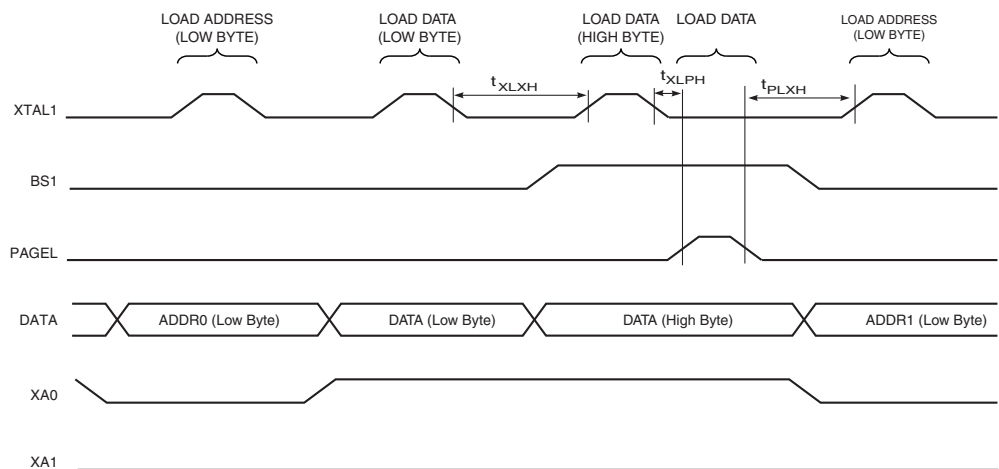 LOAD ADDRESS
(LOW BYTE)
LOAD DATA
(LOW BYTE)
LOAD DATA
(HIGH BYTE)
LOAD DATA
LOAD ADDRESS
(LOW BYTE)
XTAL1
tXLXH
tXLPH
tPLXH
BS1
PAGEL
DATA
ADDR0 (Low Byte)
DATA (Low Byte)
DATA (High Byte)
ADDR1 (Low Byte)
XA0
XA1